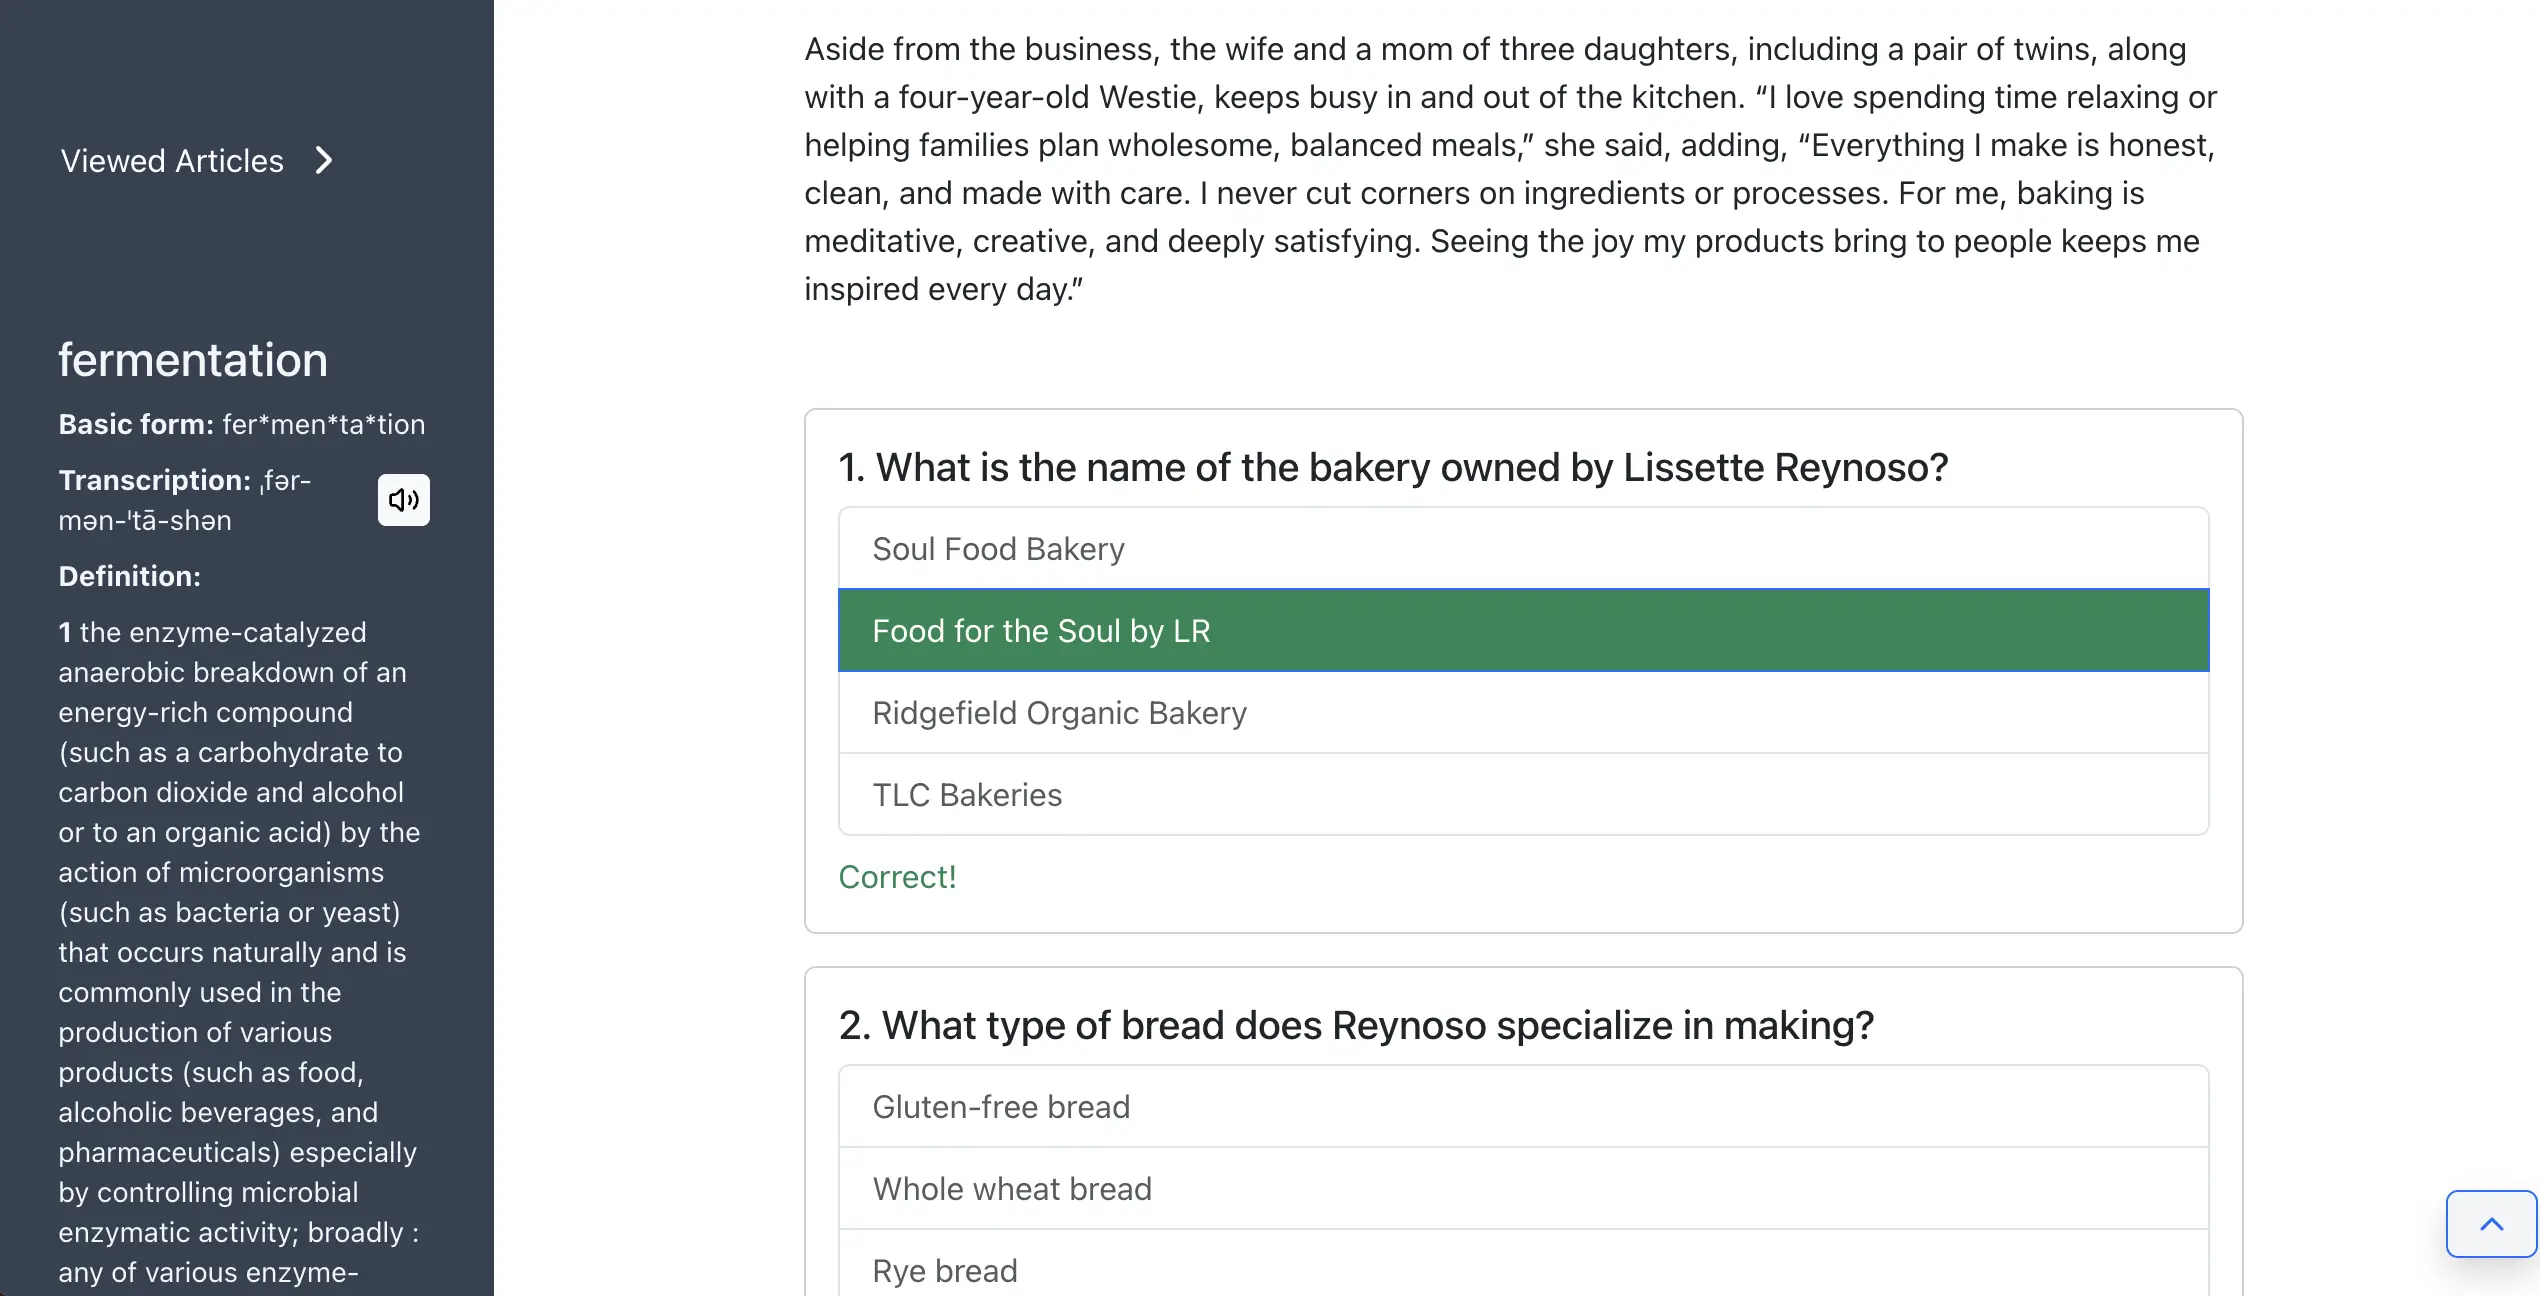 Viewed Articles
fermentation
Basic form: fer*men*ta*tion
Transcription: ˌfər-
mən-ˈtā-shən
Definition:
1 the enzyme-catalyzed
anaerobic breakdown of an
energy-rich compound
(such as a carbohydrate to
carbon dioxide and alcohol
or to an organic acid) by the
action of microorganisms
(such as bacteria or yeast)
that occurs naturally and is
commonly used in the
production of various
products (such as food,
alcoholic beverages, and
pharmaceuticals) especially
by controlling microbial
enzymatic activity; broadly :
any of various enzyme-
Aside from the business, the wife and a mom of three daughters, including a pair of twins, along
with a four-year-old Westie, keeps busy in and out of the kitchen. “I love spending time relaxing or
helping families plan wholesome, balanced meals,” she said, adding, “Everything I make is honest,
clean, and made with care. I never cut corners on ingredients or processes. For me, baking is
meditative, creative, and deeply satisfying. Seeing the joy my products bring to people keeps me
inspired every day.”
1. What is the name of the bakery owned by Lissette Reynoso?
Soul Food Bakery
Food for the Soul by LR
Ridgefield Organic Bakery
TLC Bakeries
Correct!
2. What type of bread does Reynoso specialize in making?
Gluten-free bread
Whole wheat bread
Rye bread